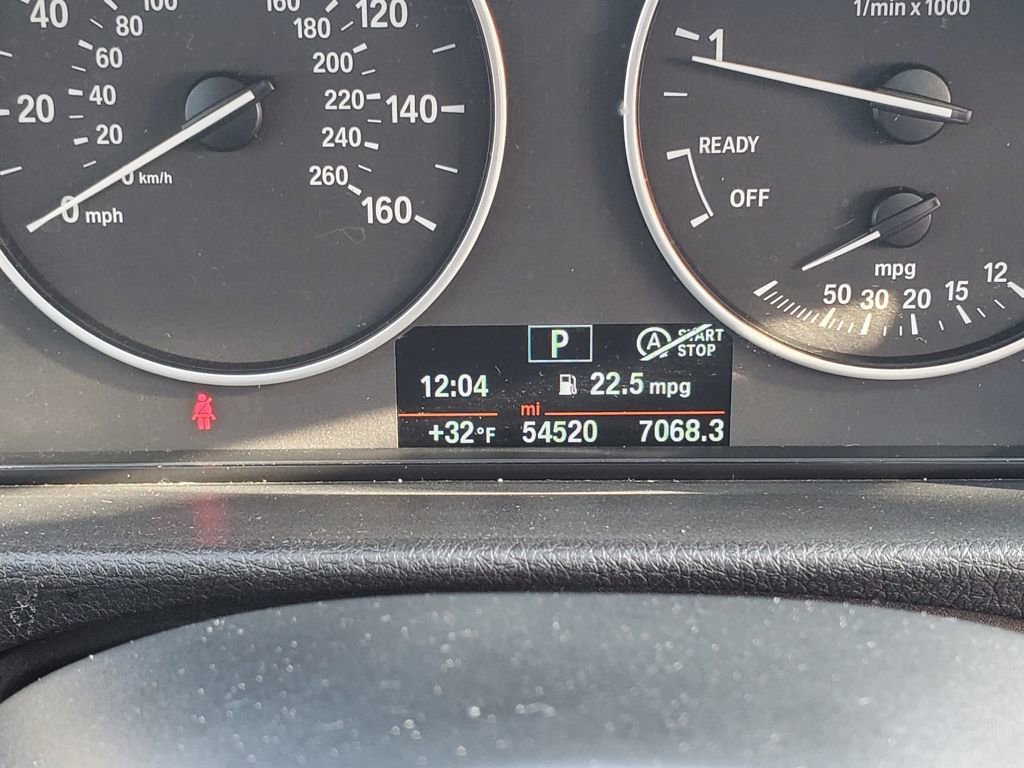 40
80
100
60
20
40
20
0 km/h
0 mph
160
120
180
200
220
140
240
260
160
1/min x 1000
1
READY
OFF
mpg
50 30 20 15 12
P
A START STOP
12:04
22.5 mpg
mi
+32°F 54520 7068.3